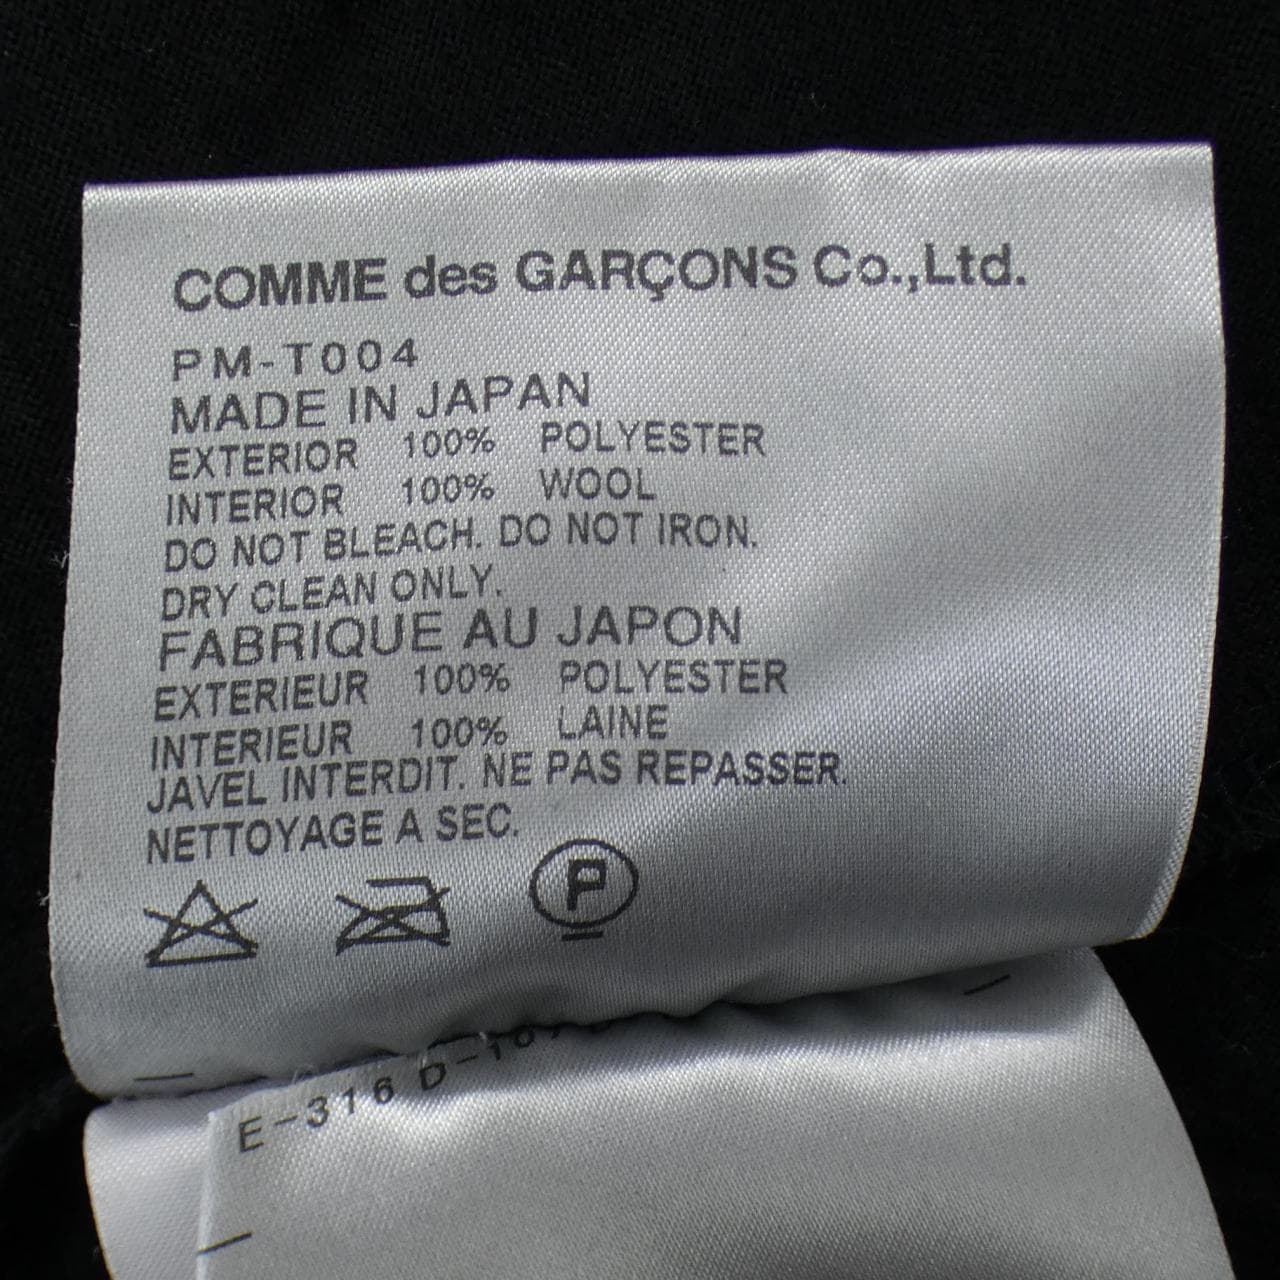 COMME des GARÇONS Co.,Ltd.
PM-T004
MADE IN JAPAN
EXTERIOR 100% POLYESTER
INTERIOR 100% WOOL
DO NOT BLEACH. DO NOT IRON.
DRY CLEAN ONLY.
FABRIQUE AU JAPON
EXTERIEUR 100% POLYESTER
INTERIEUR 100% LAINE
JAVEL INTERDIT. NE PAS REPASSER.
NETTOYAGE A SEC.
P
E-316